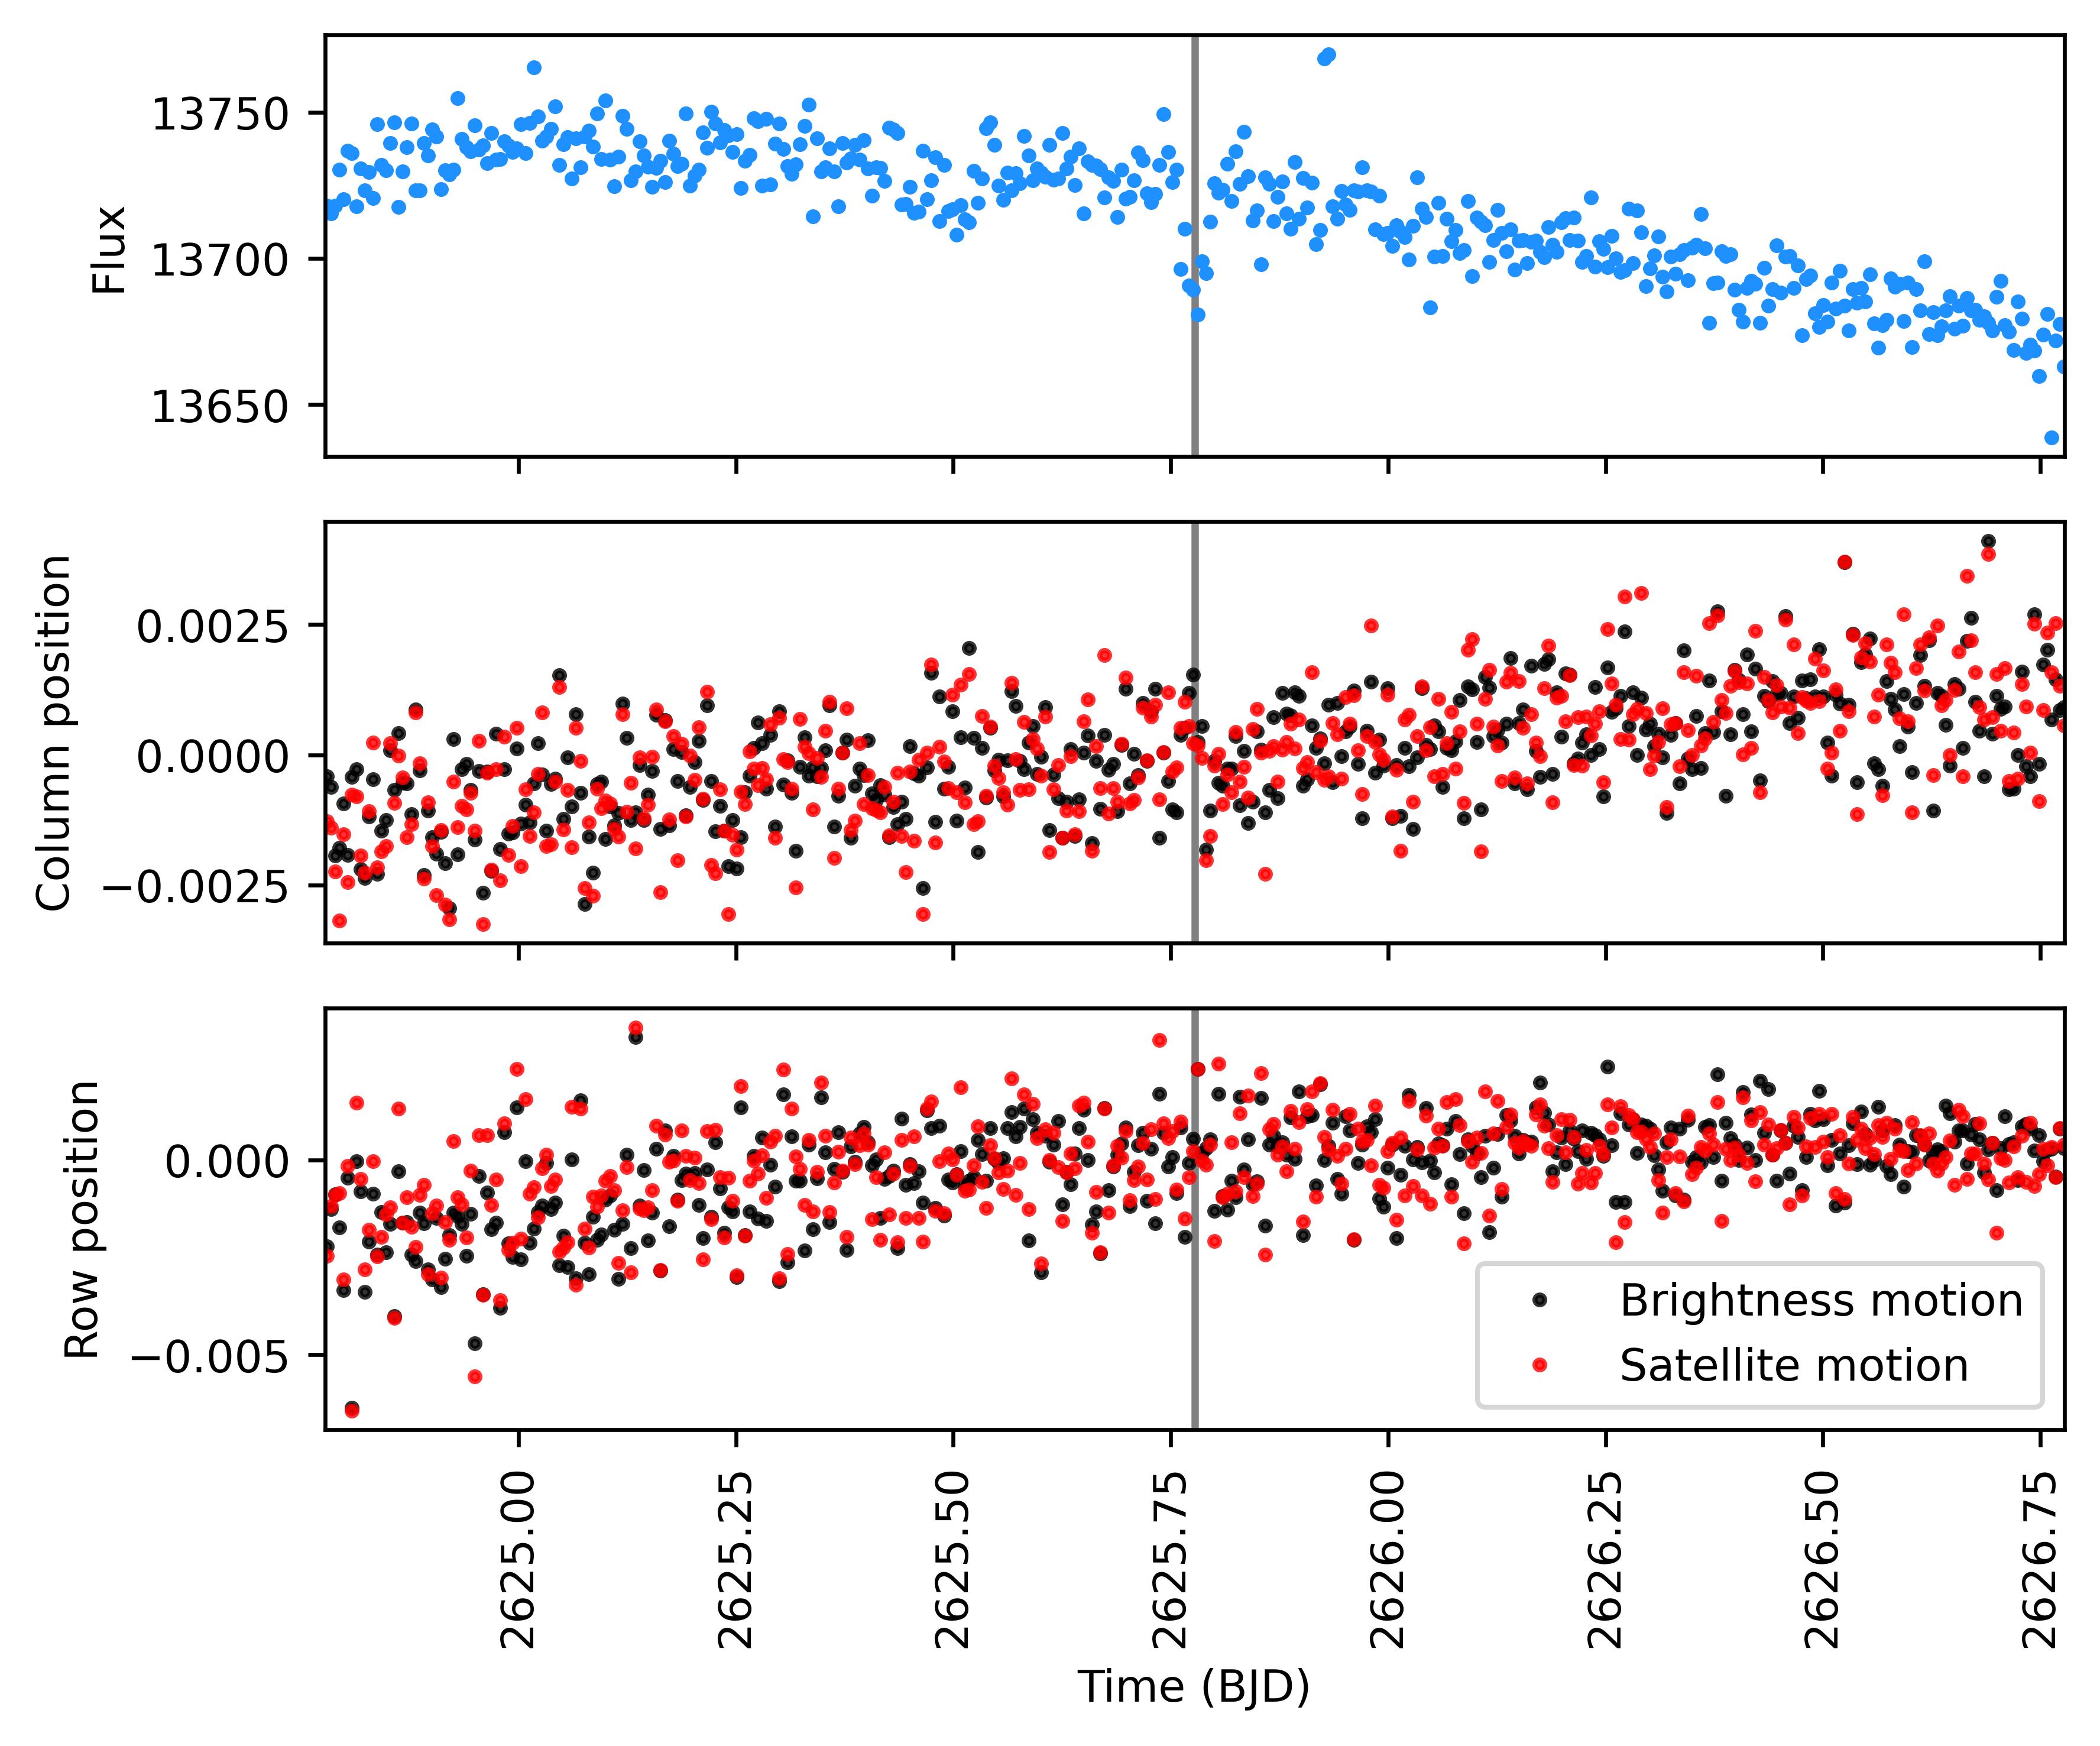 Flux
13750
13700
13650
Column position
0.0025
0.0000
−0.0025
Row position
0.000
−0.005
Brightness motion
Satellite motion
2625.00
2625.25
2625.50
2625.75
2626.00
2626.25
2626.50
2626.75
Time (BJD)